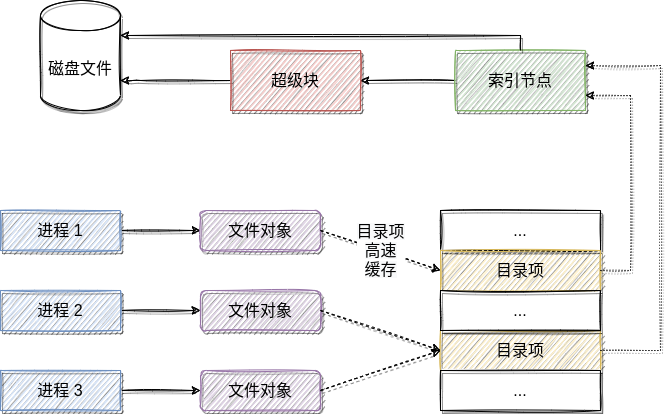 磁盘文件
超级块
索引节点
进程 1
文件对象
目录项
高速
缓存
...
目录项
进程 2
文件对象
...
目录项
进程 3
文件对象
...